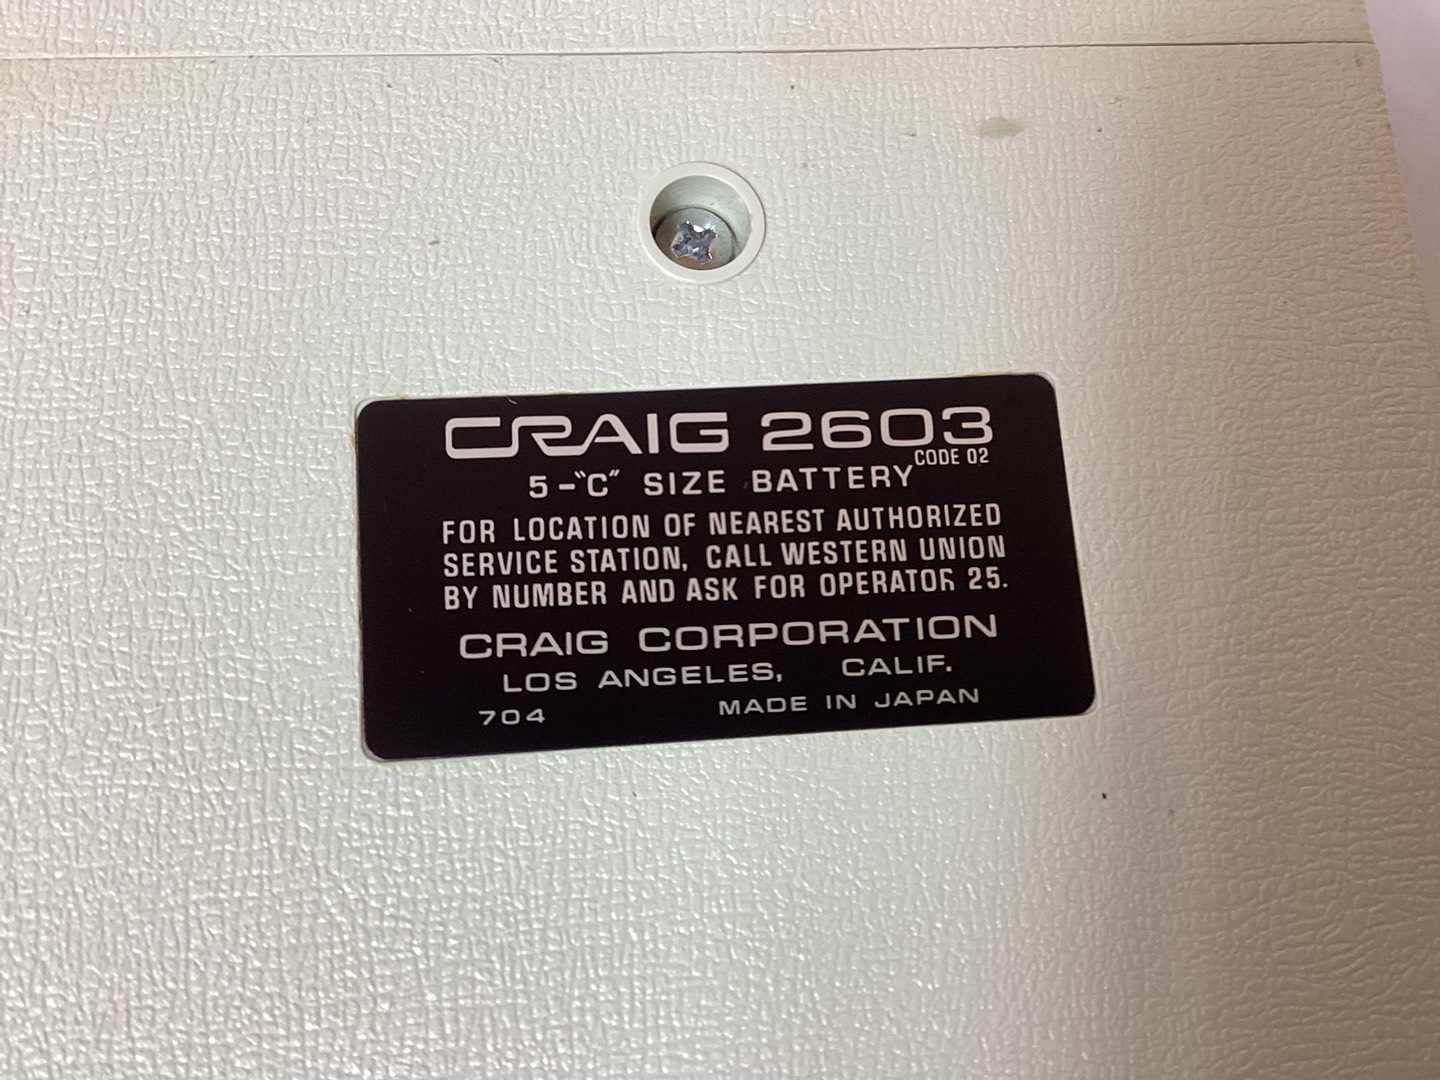 CRAIG 2603
CODE 02
5-"C" SIZE BATTERY
FOR LOCATION OF NEAREST AUTHORIZED
SERVICE STATION, CALL WESTERN UNION
BY NUMBER AND ASK FOR OPERATOR 25.
CRAIG CORPORATION
LOS ANGELES, CALIF.
704 MADE IN JAPAN